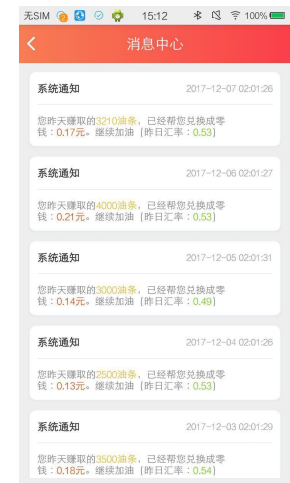 无SIM 15:12 100%
消息中心
系统通知 2017-12-07 02:01:26
您昨天赚取的3210油条，已经帮您兑换成零
钱：0.17元。继续加油（昨日汇率：0.53）
系统通知 2017-12-06 02:01:27
您昨天赚取的4000油条，已经帮您兑换成零
钱：0.21元。继续加油（昨日汇率：0.53）
系统通知 2017-12-05 02:01:31
您昨天赚取的3000油条，已经帮您兑换成零
钱：0.14元。继续加油（昨日汇率：0.49）
系统通知 2017-12-04 02:01:26
您昨天赚取的2500油条，已经帮您兑换成零
钱：0.13元。继续加油（昨日汇率：0.53）
系统通知 2017-12-03 02:01:29
您昨天赚取的3500油条，已经帮您兑换成零
钱：0.18元。继续加油（昨日汇率：0.54）